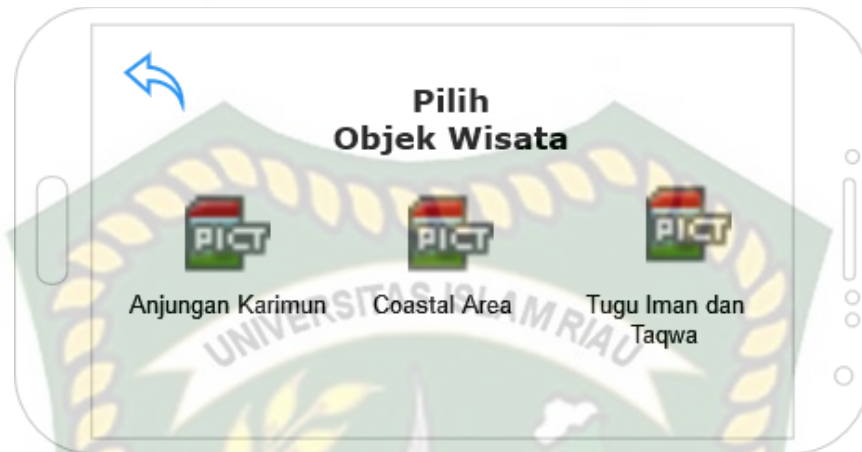 Pilih
Objek Wisata
PICT PICT PICT
Anjungan Karimun Coastal Area Tugu Iman dan
Taqwa
UNIVERSITAS ISLAM RIAU